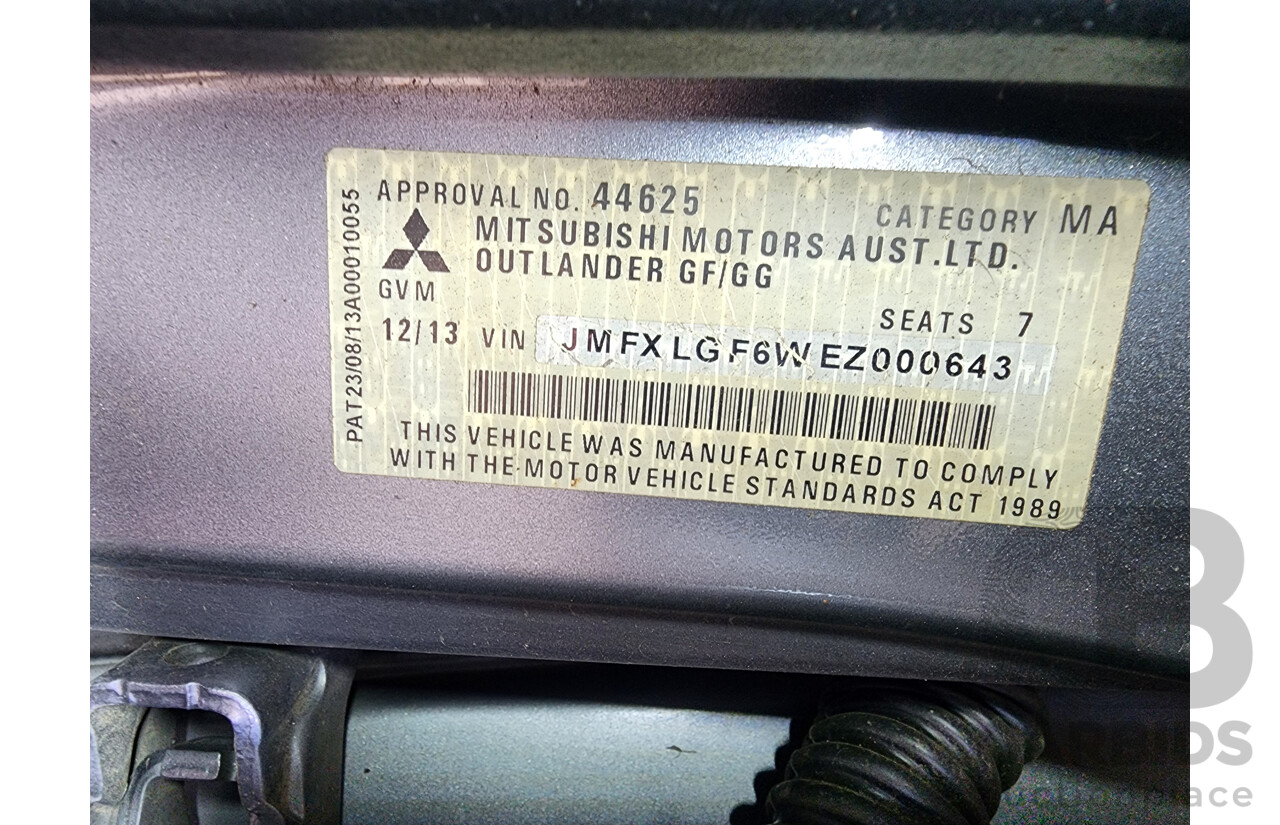 APPROVAL NO. 44625 CATEGORY MA
MITSUBISHI MOTORS AUST.LTD.
OUTLANDER GF/GG
GVM
SEATS 7
12/13 VIN JMFXLGF6WEZ000643
THIS VEHICLE WAS MANUFACTURED TO COMPLY
WITH THE MOTOR VEHICLE STANDARDS ACT 1989
PAT23/08/13A00010055